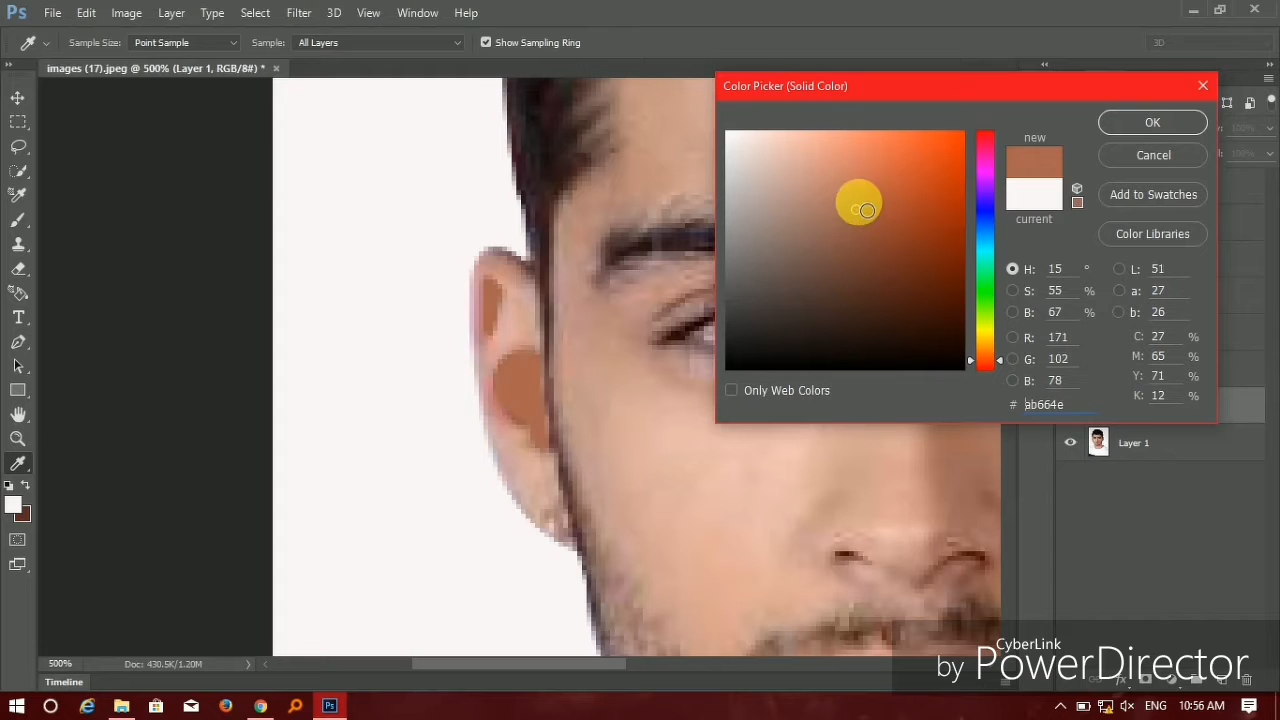 Ps File Edit Image Layer Type Select Filter 3D View Window Help
Sample Size: Point Sample Sample: All Layers Show Sampling Ring 3D
images (17).jpeg @ 500% (Layer 1, RGB/8#) *
Color Picker (Solid Color)
new
OK
Cancel
Add to Swatches
current
Color Libraries
H: 15 °
L: 51
S: 55 %
a: 27
B: 67 %
b: 26
R: 171
C: 27 %
G: 102
M: 65 %
B: 78
Y: 71 %
Only Web Colors
K: 12 %
# ab664e
Layer 1
500% Doc: 430.5K/1.20M
Timeline
CyberLink
by PowerDirector
Ps
ENG 10:56 AM